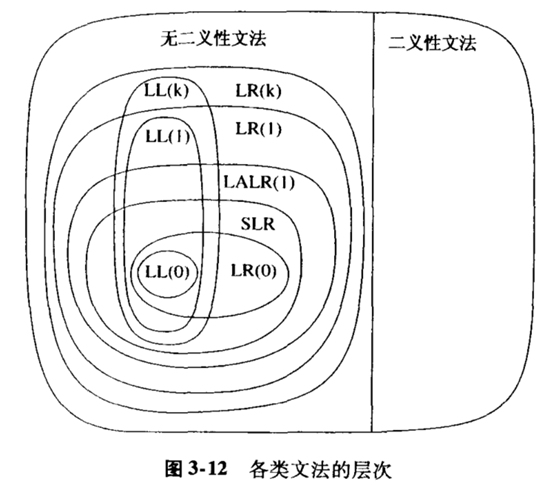 无二义性文法
二义性文法
LL(k)
LR(k)
LL(1)
LR(1)
LALR(1)
SLR
LL(0)
LR(0)
图3-12 各类文法的层次